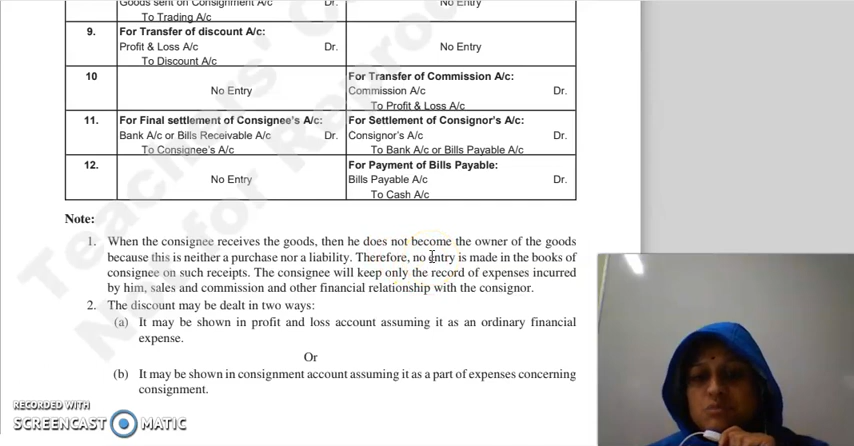 Goods sent on Consignment A/c Dr. No Entry
To Trading A/c
9. For Transfer of discount A/c:
Profit & Loss A/c Dr. No Entry
To Discount A/c
10 For Transfer of Commission A/c:
No Entry Commission A/c Dr.
To Profit & Loss A/c
11. For Final settlement of Consignee's A/c: For Settlement of Consignor's A/c:
Bank A/c or Bills Receivable A/c Dr. Consignor's A/c Dr.
To Consignee's A/c To Bank A/c or Bills Payable A/c
12. For Payment of Bills Payable:
No Entry Bills Payable A/c Dr.
To Cash A/c
Note:
1. When the consignee receives the goods, then he does not become the owner of the goods
because this is neither a purchase nor a liability. Therefore, no entry is made in the books of
consignee on such receipts. The consignee will keep only the record of expenses incurred
by him, sales and commission and other financial relationship with the consignor.
2. The discount may be dealt in two ways:
(a) It may be shown in profit and loss account assuming it as an ordinary financial
expense.
Or
(b) It may be shown in consignment account assuming it as a part of expenses concerning
consignment.
RECORDED WITH
SCREENCAST MATIC